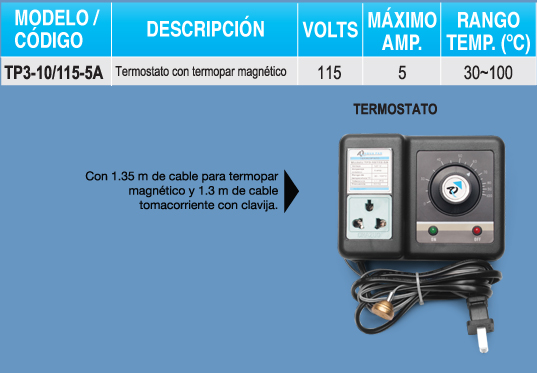 MODELO / CÓDIGO DESCRIPCIÓN VOLTS MÁXIMO AMP. RANGO TEMP. (°C)
TP3-10/115-5A Termostato con termopar magnético 115 5 30~100
TERMOSTATO
Con 1.35 m de cable para termopar
magnético y 1.3 m de cable
tomacorriente con clavija.
ON OFF